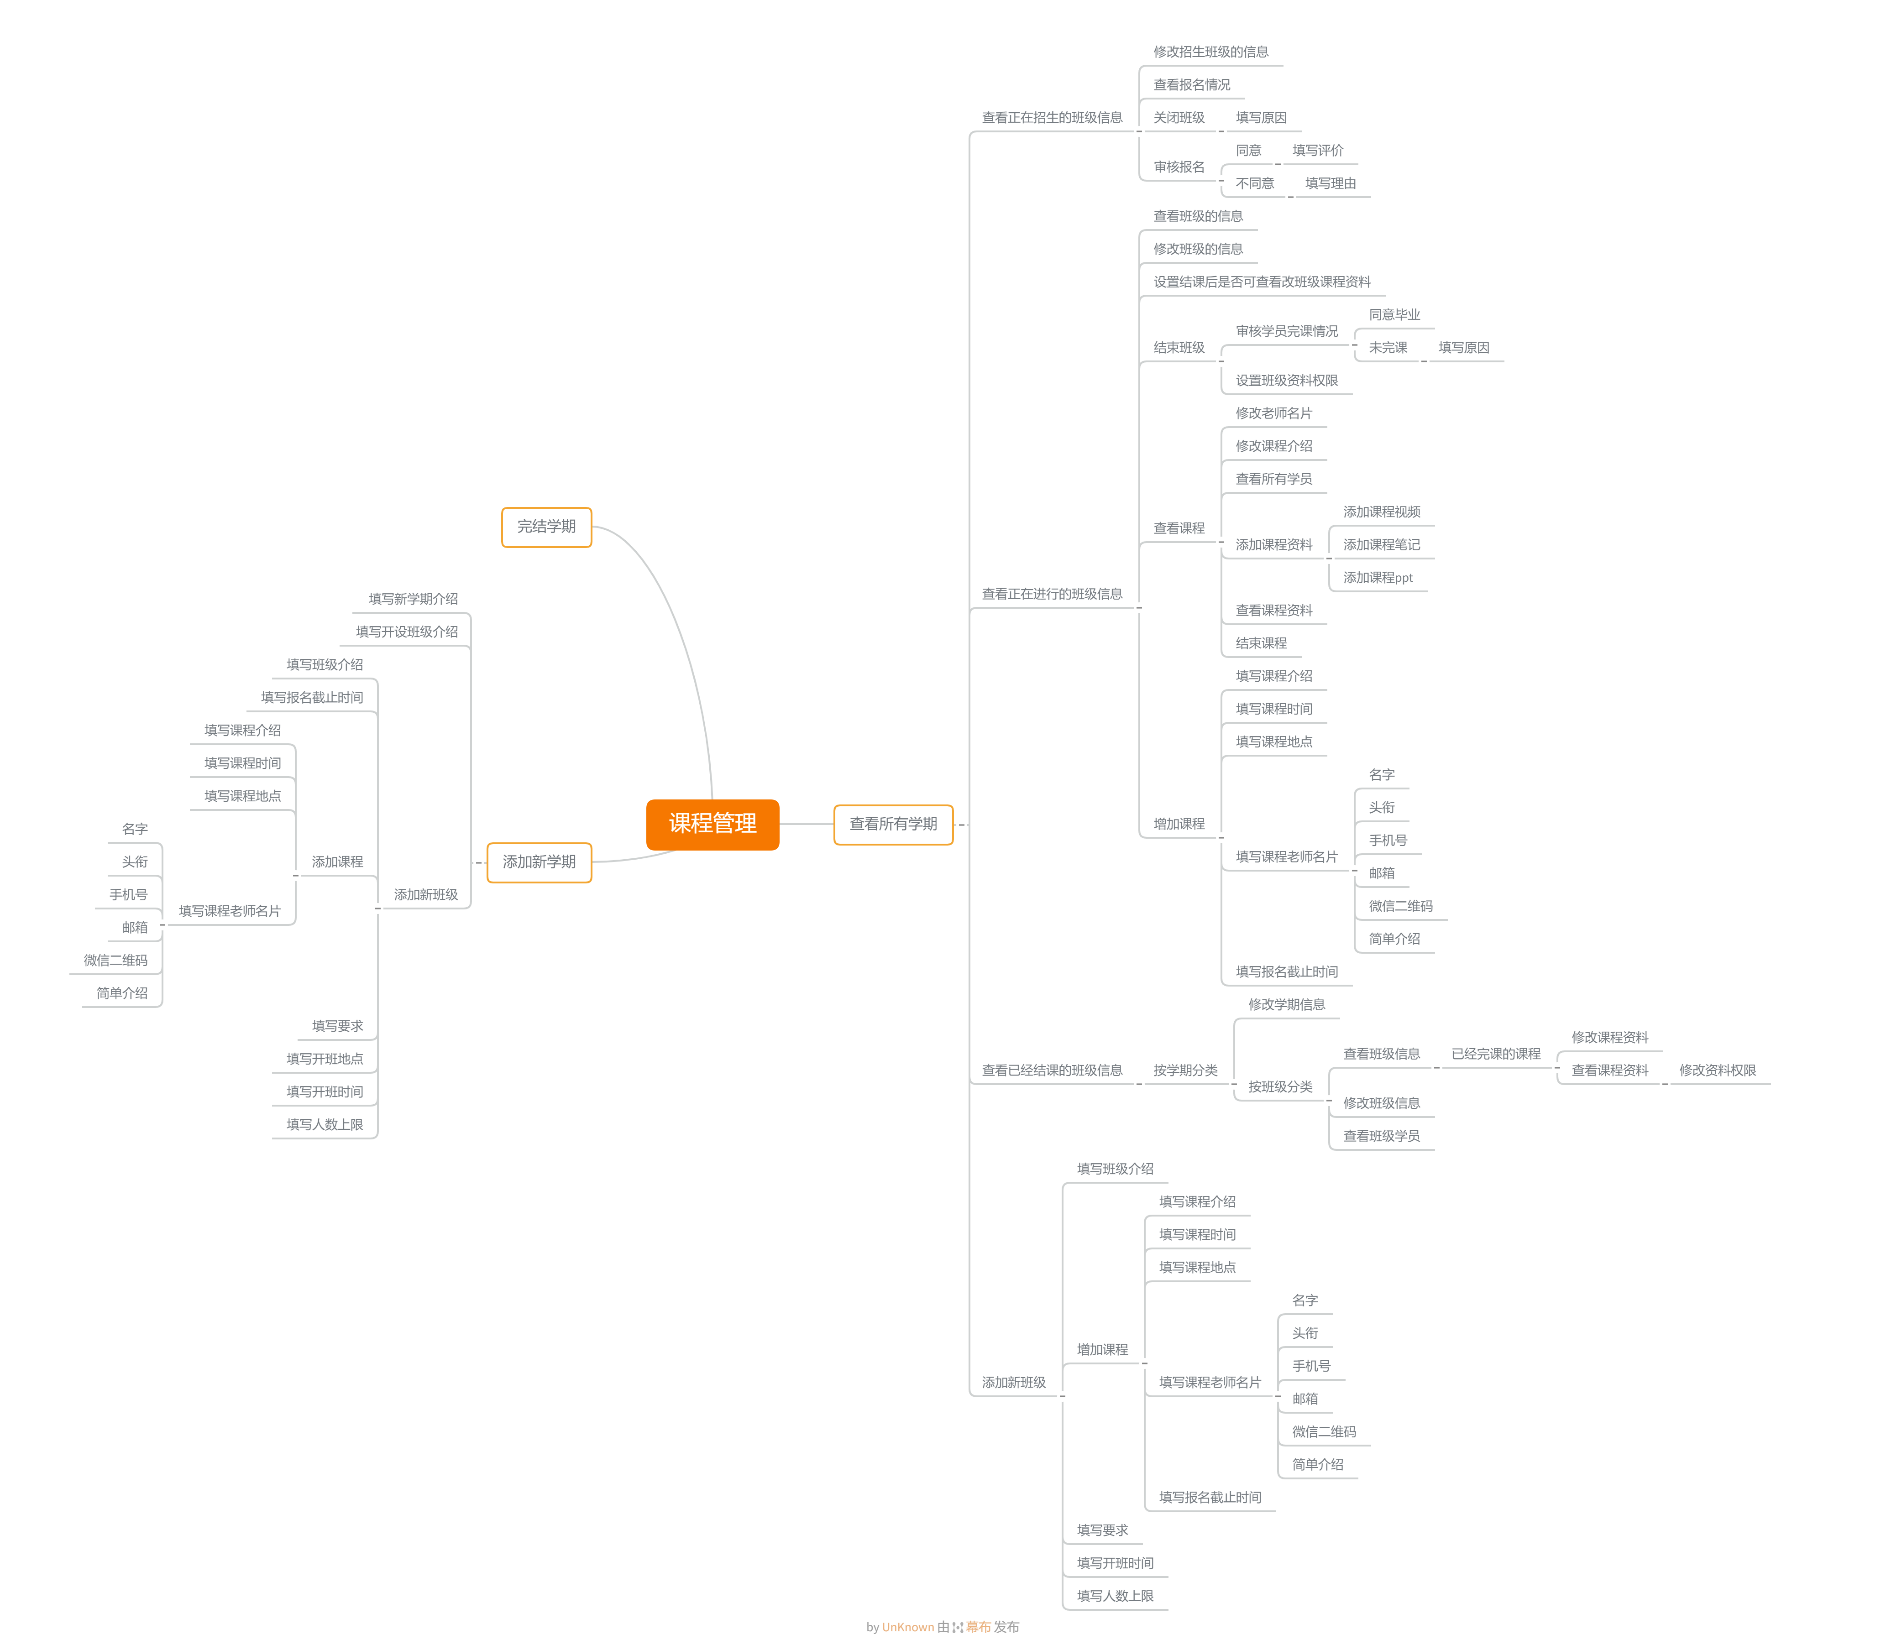 课程管理
完结学期
添加新学期
填写新学期介绍
填写开设班级介绍
添加新班级
填写班级介绍
填写报名截止时间
添加课程
填写课程介绍
填写课程时间
填写课程地点
填写课程老师名片
名字
头衔
手机号
邮箱
微信二维码
简单介绍
填写要求
填写开班地点
填写开班时间
填写人数上限
查看所有学期
查看正在招生的班级信息
修改招生班级的信息
查看报名情况
关闭班级
填写原因
审核报名
同意
填写评价
不同意
填写理由
查看正在进行的班级信息
查看班级的信息
修改班级的信息
设置结课后是否可查看改班级课程资料
结束班级
审核学员完课情况
同意毕业
未完课
填写原因
设置班级资料权限
查看课程
修改老师名片
修改课程介绍
查看所有学员
添加课程资料
添加课程视频
添加课程笔记
添加课程ppt
查看课程资料
结束课程
增加课程
填写课程介绍
填写课程时间
填写课程地点
填写课程老师名片
名字
头衔
手机号
邮箱
微信二维码
简单介绍
填写报名截止时间
查看已经结课的班级信息
按学期分类
修改学期信息
按班级分类
查看班级信息
已经完课的课程
修改课程资料
查看课程资料
修改资料权限
修改班级信息
查看班级学员
添加新班级
填写班级介绍
增加课程
填写课程介绍
填写课程时间
填写课程地点
填写课程老师名片
名字
头衔
手机号
邮箱
微信二维码
简单介绍
填写报名截止时间
填写要求
填写开班时间
填写人数上限
by UnKnown 由 幕布 发布